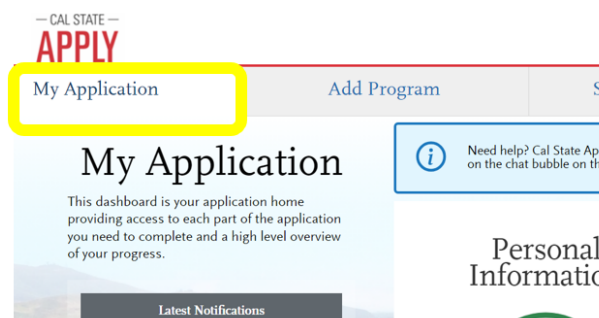 — CAL STATE —
APPLY
My Application
Add Program
My Application
This dashboard is your application home
providing access to each part of the application
you need to complete and a high level overview
of your progress.
Latest Notifications
i
Need help? Cal State Ap
on the chat bubble on th
Personal
Informatio